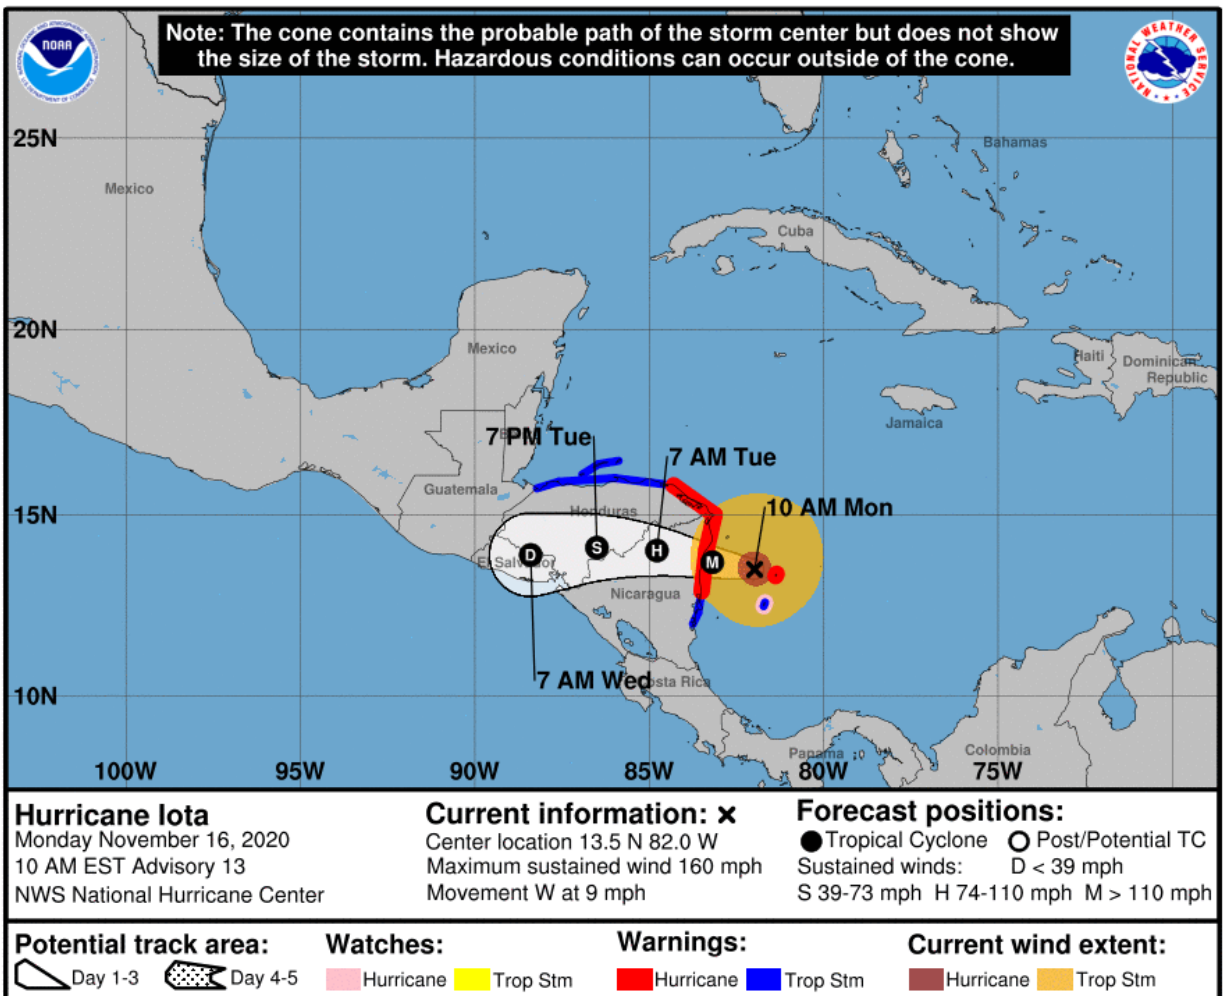 Note: The cone contains the probable path of the storm center but does not show
the size of the storm. Hazardous conditions can occur outside of the cone.
NOAA
NATIONAL WEATHER SERVICE
25N
Bahamas
Mexico
Cuba
20N
Mexico
Haiti
Dominican
Republic
Jamaica
7 PM Tue
7 AM Tue
Guatemala
10 AM Mon
15N
Honduras
D
S
H
M
El Salvador
Nicaragua
7 AM Wed
osta Rica
10N
Panama
Colombia
100W
95W
90W
85W
80W
75W
Hurricane Iota
Monday November 16, 2020
10 AM EST Advisory 13
NWS National Hurricane Center
Current information:
Center location 13.5 N 82.0 W
Maximum sustained wind 160 mph
Movement W at 9 mph
Forecast positions:
Tropical Cyclone
Post/Potential TC
Sustained winds:
D < 39 mph
S 39-73 mph H 74-110 mph M > 110 mph
Potential track area:
Day 1-3
Day 4-5
Watches:
Hurricane
Trop Stm
Warnings:
Hurricane
Trop Stm
Current wind extent:
Hurricane
Trop Stm